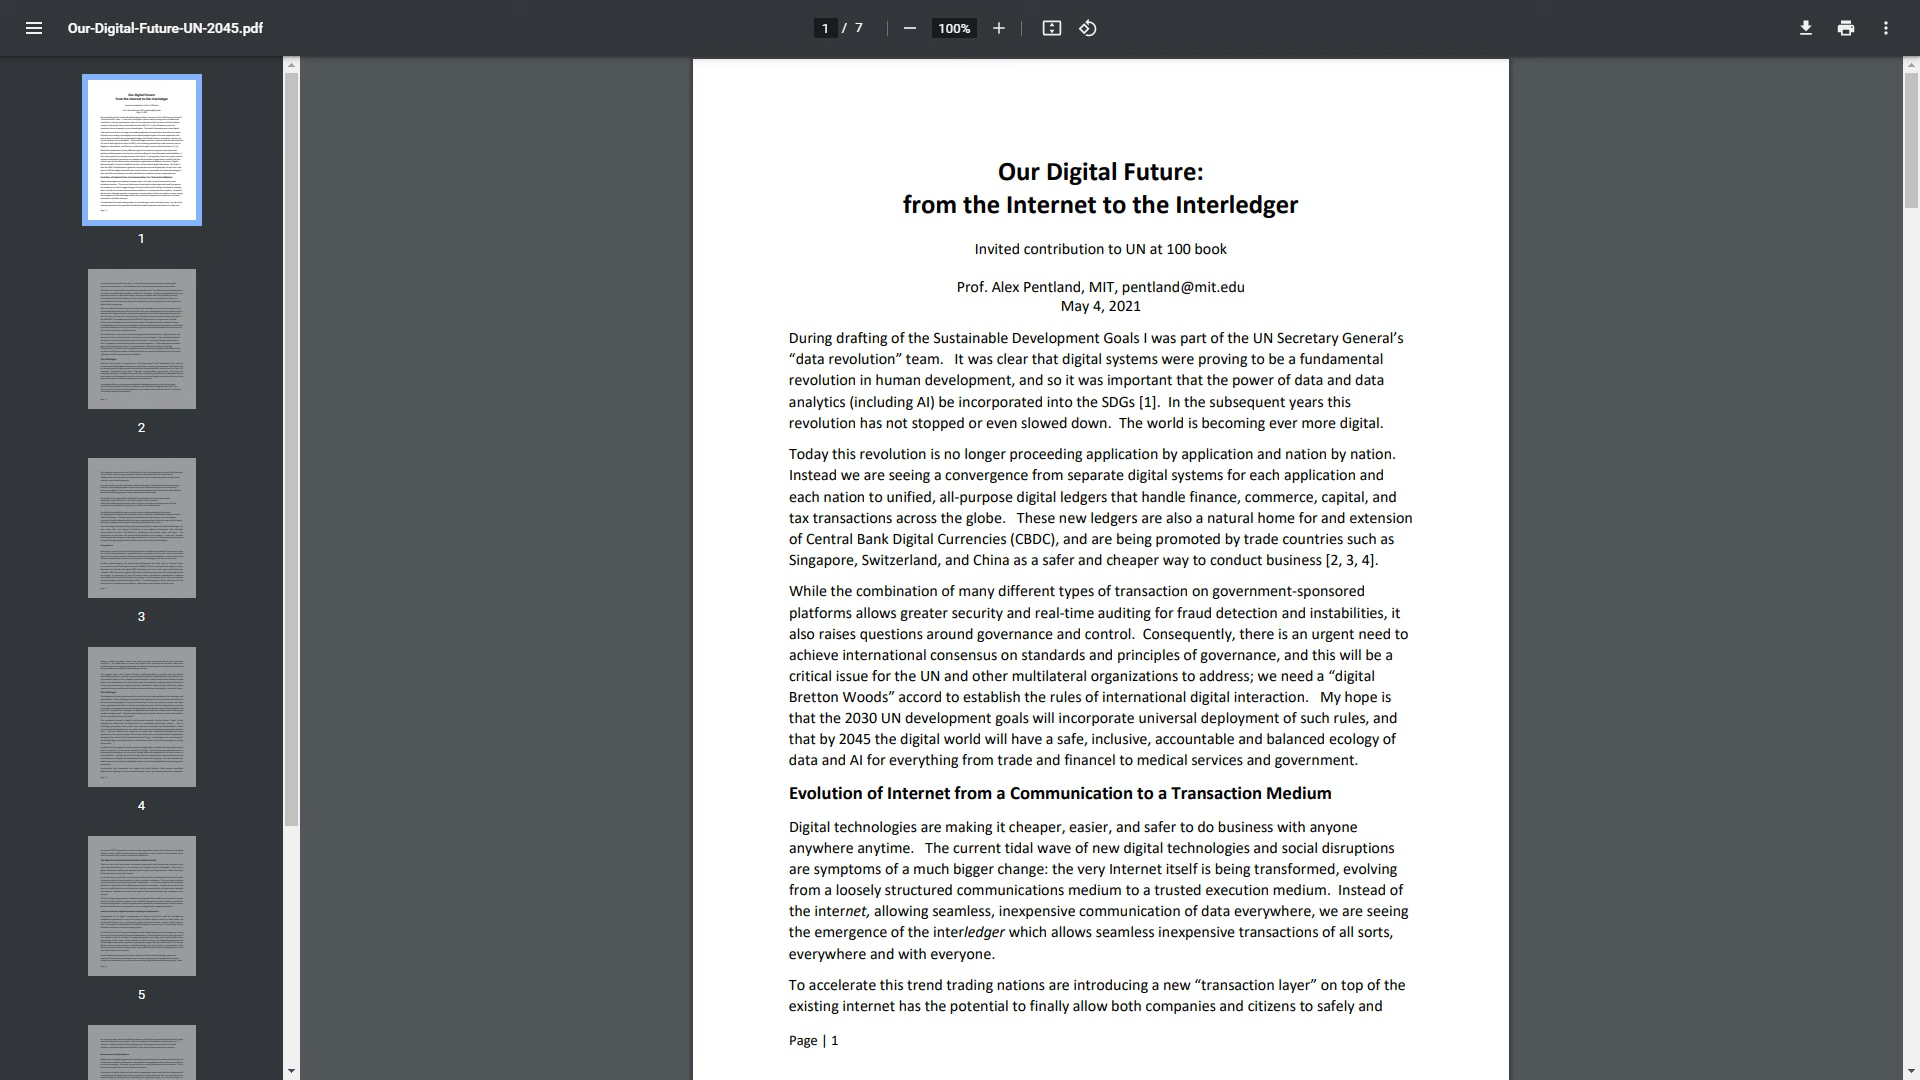 Our-Digital-Future-UN-2045.pdf
1 / 7
100%
1
2
3
4
5
Our Digital Future:
from the Internet to the Interledger
Invited contribution to UN at 100 book
Prof. Alex Pentland, MIT, pentland@mit.edu
May 4, 2021
During drafting of the Sustainable Development Goals I was part of the UN Secretary General’s
“data revolution” team. It was clear that digital systems were proving to be a fundamental
revolution in human development, and so it was important that the power of data and data
analytics (including AI) be incorporated into the SDGs [1]. In the subsequent years this
revolution has not stopped or even slowed down. The world is becoming ever more digital.
Today this revolution is no longer proceeding application by application and nation by nation.
Instead we are seeing a convergence from separate digital systems for each application and
each nation to unified, all-purpose digital ledgers that handle finance, commerce, capital, and
tax transactions across the globe. These new ledgers are also a natural home for and extension
of Central Bank Digital Currencies (CBDC), and are being promoted by trade countries such as
Singapore, Switzerland, and China as a safer and cheaper way to conduct business [2, 3, 4].
While the combination of many different types of transaction on government-sponsored
platforms allows greater security and real-time auditing for fraud detection and instabilities, it
also raises questions around governance and control. Consequently, there is an urgent need to
achieve international consensus on standards and principles of governance, and this will be a
critical issue for the UN and other multilateral organizations to address; we need a “digital
Bretton Woods” accord to establish the rules of international digital interaction. My hope is
that the 2030 UN development goals will incorporate universal deployment of such rules, and
that by 2045 the digital world will have a safe, inclusive, accountable and balanced ecology of
data and AI for everything from trade and financel to medical services and government.
Evolution of Internet from a Communication to a Transaction Medium
Digital technologies are making it cheaper, easier, and safer to do business with anyone
anywhere anytime. The current tidal wave of new digital technologies and social disruptions
are symptoms of a much bigger change: the very Internet itself is being transformed, evolving
from a loosely structured communications medium to a trusted execution medium. Instead of
the internet, allowing seamless, inexpensive communication of data everywhere, we are seeing
the emergence of the interledger which allows seamless inexpensive transactions of all sorts,
everywhere and with everyone.
To accelerate this trend trading nations are introducing a new “transaction layer” on top of the
existing internet has the potential to finally allow both companies and citizens to safely and
Page | 1